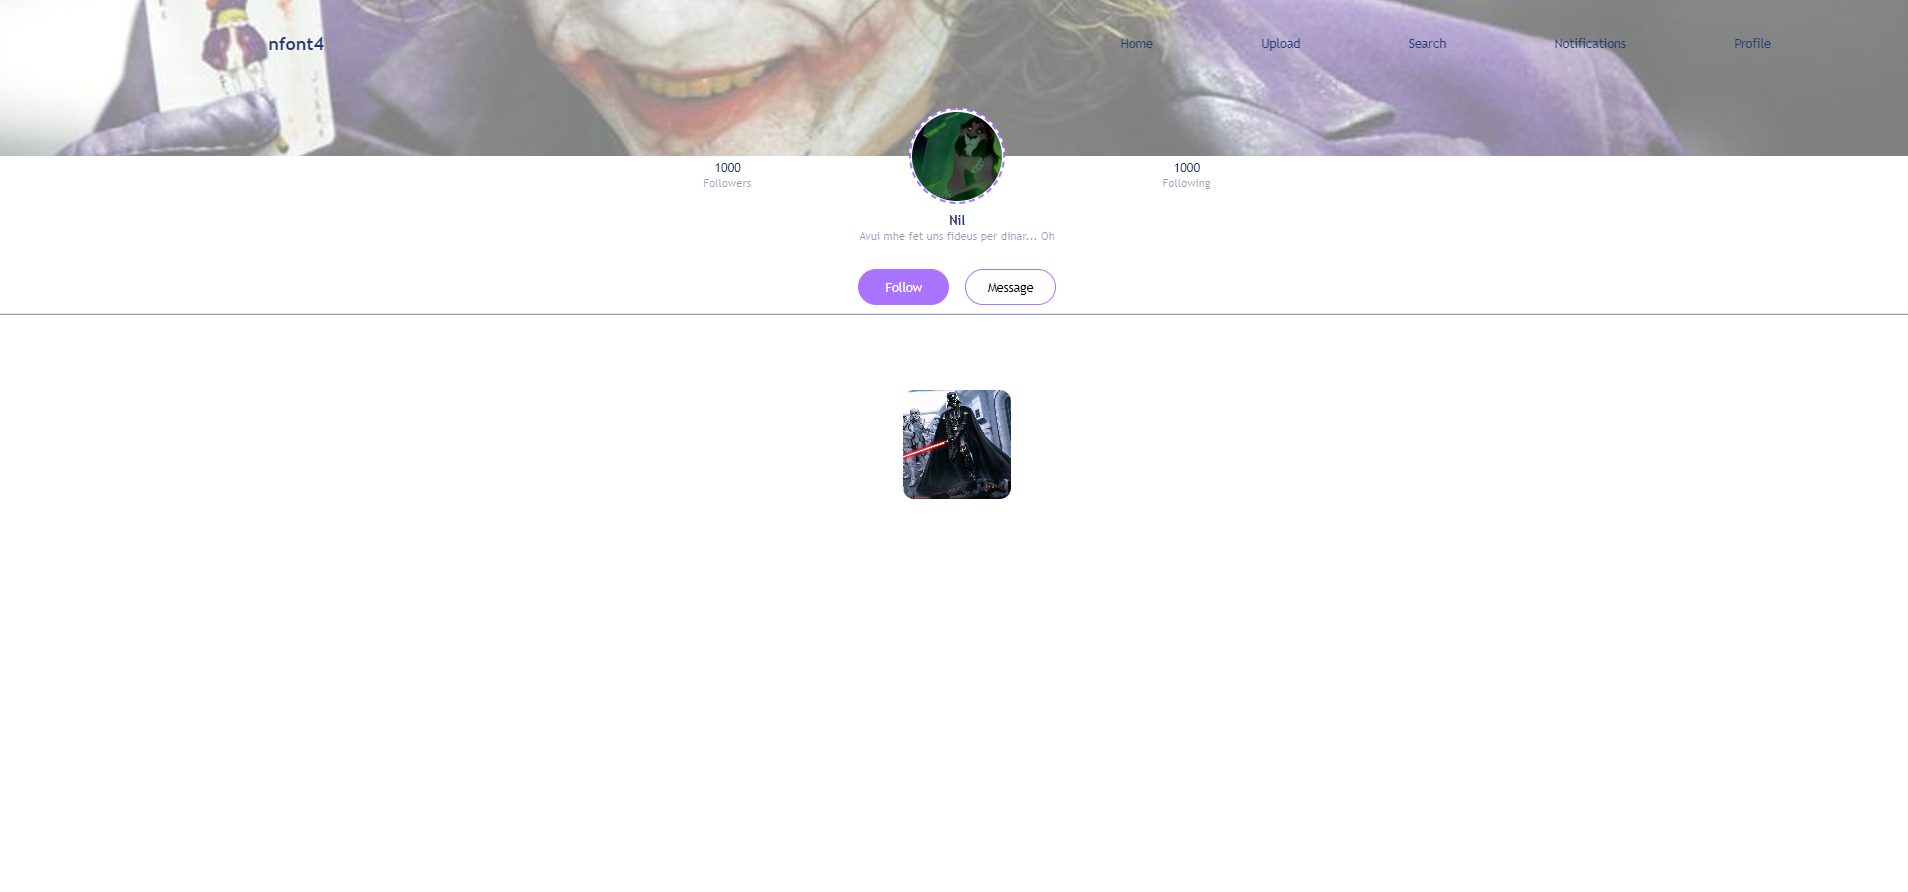 nfont4
Home
Upload
Search
Notifications
Profile
1000
Followers
1000
Following
Nil
Avui mhe fet uns fideus per dinar... Oh
Follow
Message